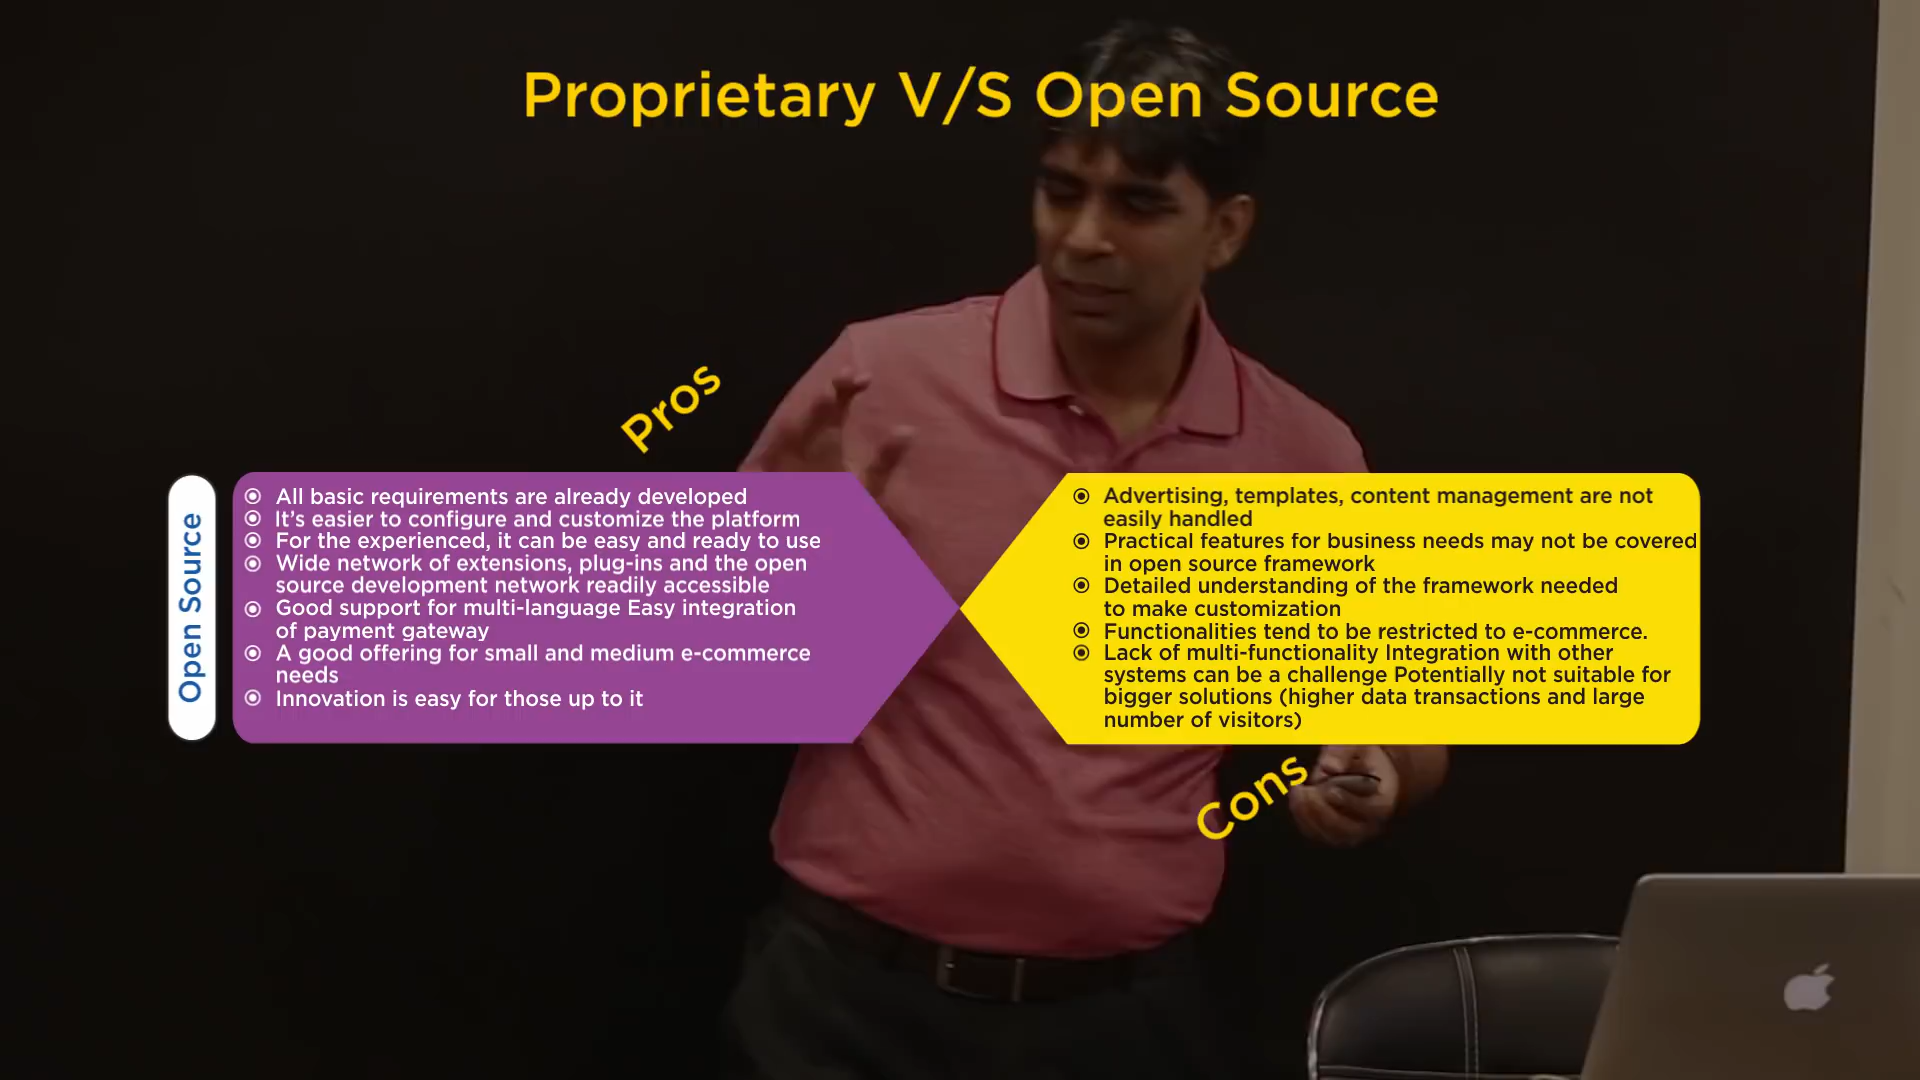 Proprietary V/S Open Source
Pros
Open Source
All basic requirements are already developed
It's easier to configure and customize the platform
For the experienced, it can be easy and ready to use
Wide network of extensions, plug-ins and the open
source development network readily accessible
Good support for multi-language Easy integration
of payment gateway
A good offering for small and medium e-commerce
needs
Innovation is easy for those up to it
Advertising, templates, content management are not
easily handled
Practical features for business needs may not be covered
in open source framework
Detailed understanding of the framework needed
to make customization
Functionalities tend to be restricted to e-commerce.
Lack of multi-functionality Integration with other
systems can be a challenge Potentially not suitable for
bigger solutions (higher data transactions and large
number of visitors)
Cons